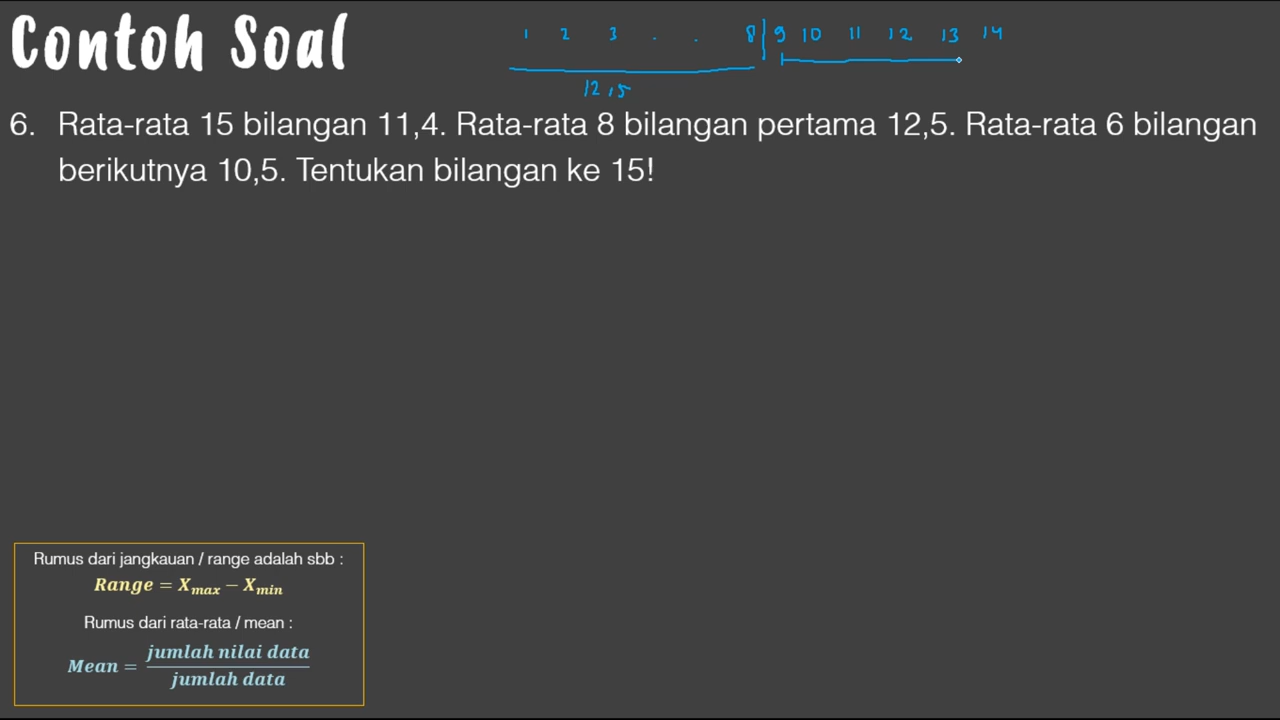 Contoh Soal
1 2 3 . . 8 | 9 10 11 12 13 14
12,5
6. Rata-rata 15 bilangan 11,4. Rata-rata 8 bilangan pertama 12,5. Rata-rata 6 bilangan
berikutnya 10,5. Tentukan bilangan ke 15!
Rumus dari jangkauan / range adalah sbb :
Range = Xmax − Xmin
Rumus dari rata-rata / mean :
Mean = jumlah nilai data
jumlah data